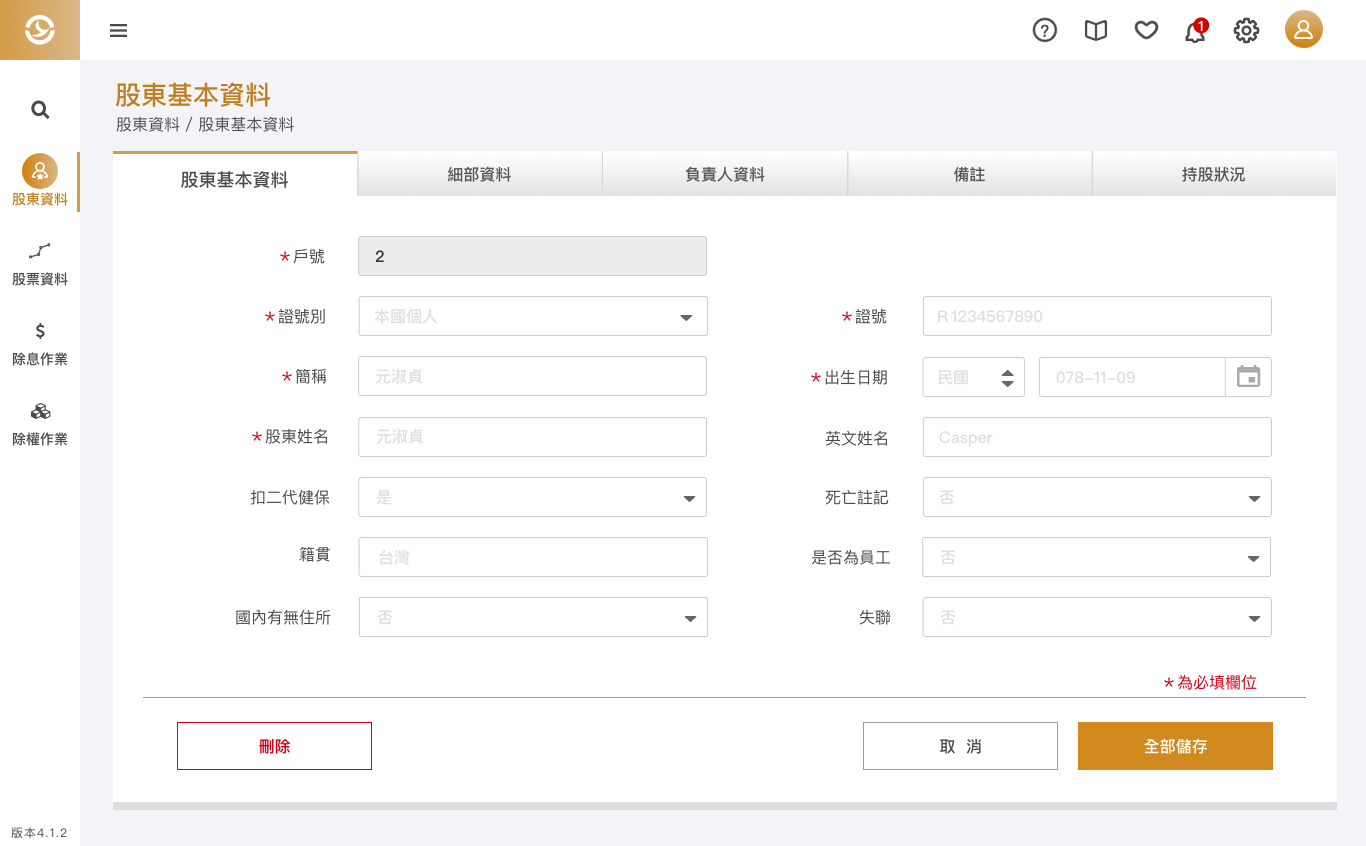 ?
1
股東基本資料
股東資料 / 股東基本資料
股東資料
股票資料
$
除息作業
除權作業
股東基本資料 細部資料 負責人資料 備註 持股狀況
*戶號 2
*證號別 本國個人 *證號 R 1234567890
*簡稱 元淑貞 *出生日期 民國 078-11-09
*股東姓名 元淑貞 英文姓名 Casper
扣二代健保 是 死亡註記 否
籍貫 台灣 是否為員工 否
國內有無住所 否 失聯 否
*為必填欄位
刪除 取 消 全部儲存
版本4.1.2